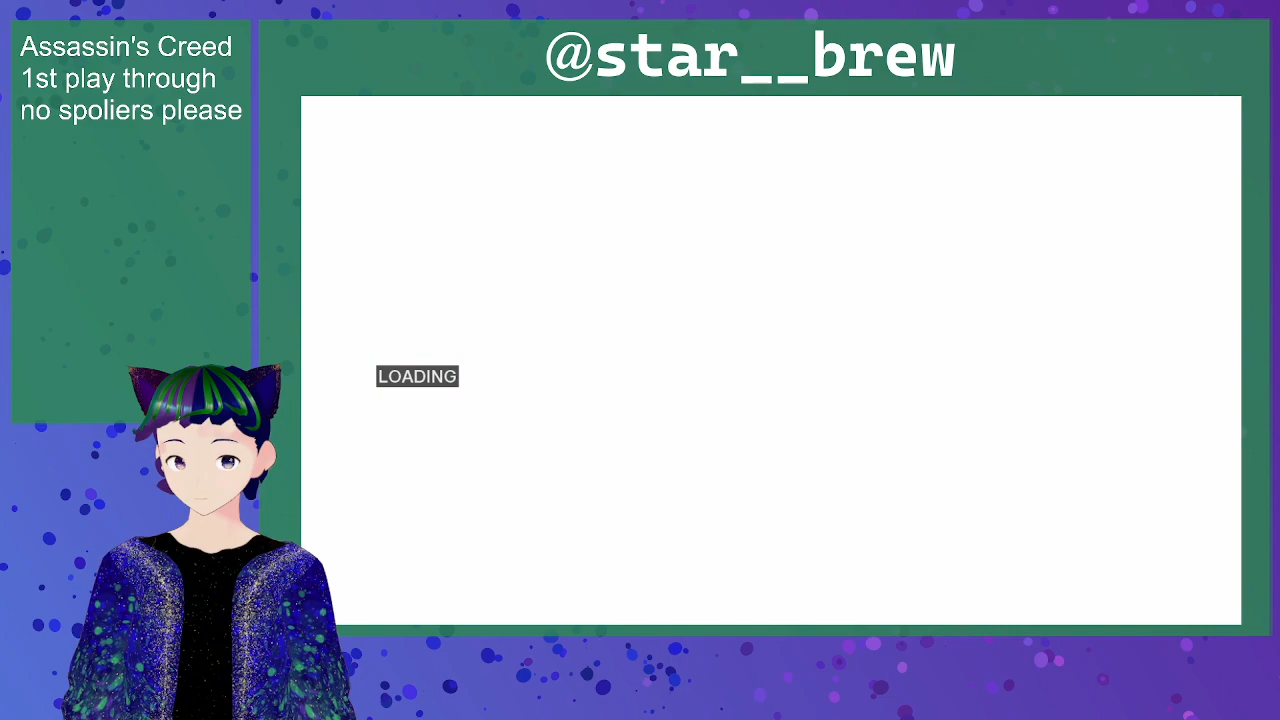 Assassin's Creed
1st play through
no spoliers please
@star__brew
LOADING